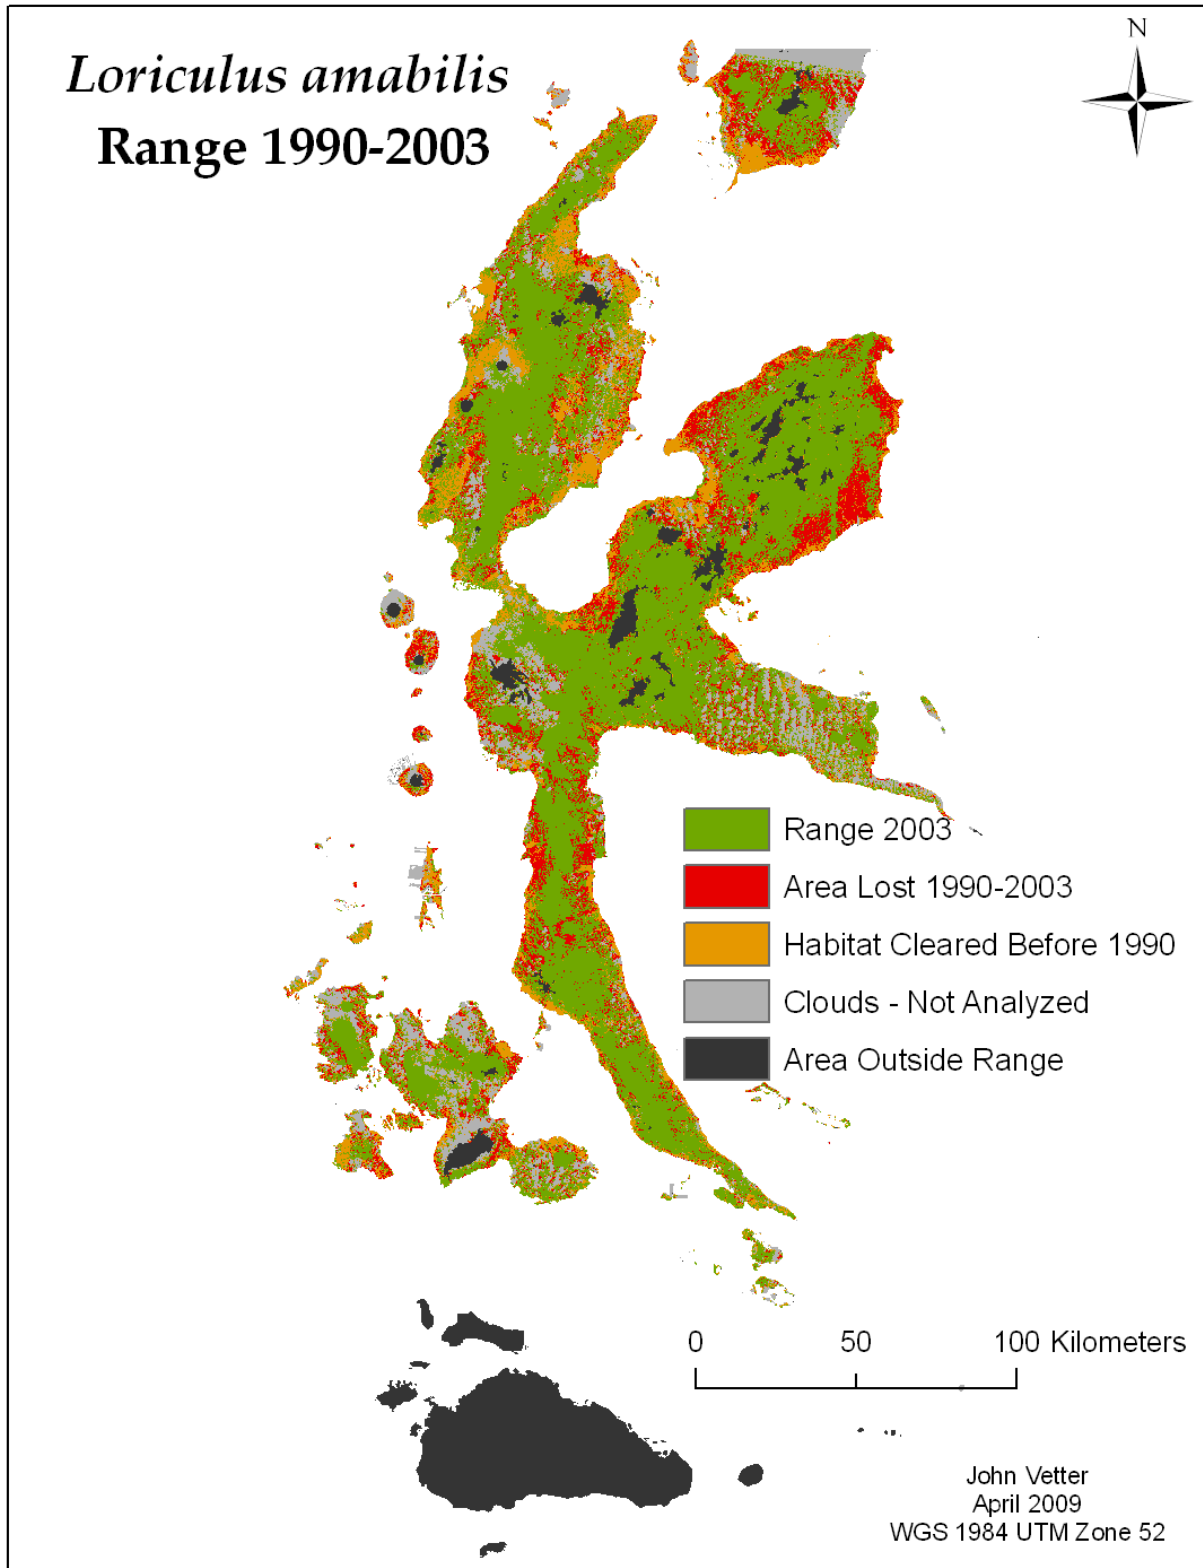 Loriculus amabilis
Range 1990-2003
N
Range 2003
Area Lost 1990-2003
Habitat Cleared Before 1990
Clouds - Not Analyzed
Area Outside Range
0 50 100 Kilometers
John Vetter
April 2009
WGS 1984 UTM Zone 52